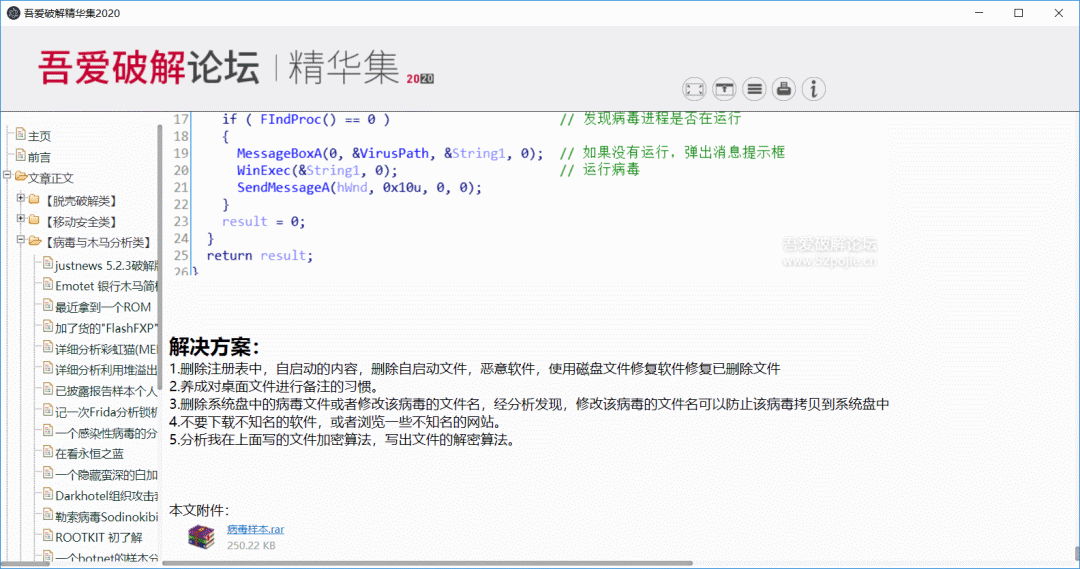 吾爱破解精华集2020
吾爱破解论坛 | 精华集 2020
主页
前言
文章正文
【脱壳破解类】
【移动安全类】
【病毒与木马分析类】
justnews 5.2.3破解版
Emotet 银行木马简
最近拿到一个ROM
加了货的"FlashFXP"
详细分析彩虹猫(ME
详细分析利用堆溢出
已披露报告样本个人
记一次Frida分析锁机
一个感染性病毒的分
在看永恒之蓝
一个隐藏蛮深的白加
Darkhotel组织攻击
勒索病毒Sodinokibi
ROOTKIT 初了解
一个botnet的样本分
17 if ( FIndProc() == 0 ) // 发现病毒进程是否在运行
18 {
19 MessageBoxA(0, &VirusPath, &String1, 0); // 如果没有运行，弹出消息提示框
20 WinExec(&String1, 0); // 运行病毒
21 SendMessageA(hWnd, 0x10u, 0, 0);
22 }
23 result = 0;
24 }
25 return result;
26 }
吾爱破解论坛
www.52pojie.cn
解决方案：
1.删除注册表中，自启动的内容，删除自启动文件，恶意软件，使用磁盘文件修复软件修复已删除文件
2.养成对桌面文件进行备注的习惯。
3.删除系统盘中的病毒文件或者修改该病毒的文件名，经分析发现，修改该病毒的文件名可以防止该病毒拷贝到系统盘中
4.不要下载不知名的软件，或者浏览一些不知名的网站。
5.分析我在上面写的文件加密算法，写出文件的解密算法。
本文附件：
病毒样本.rar
250.22 KB